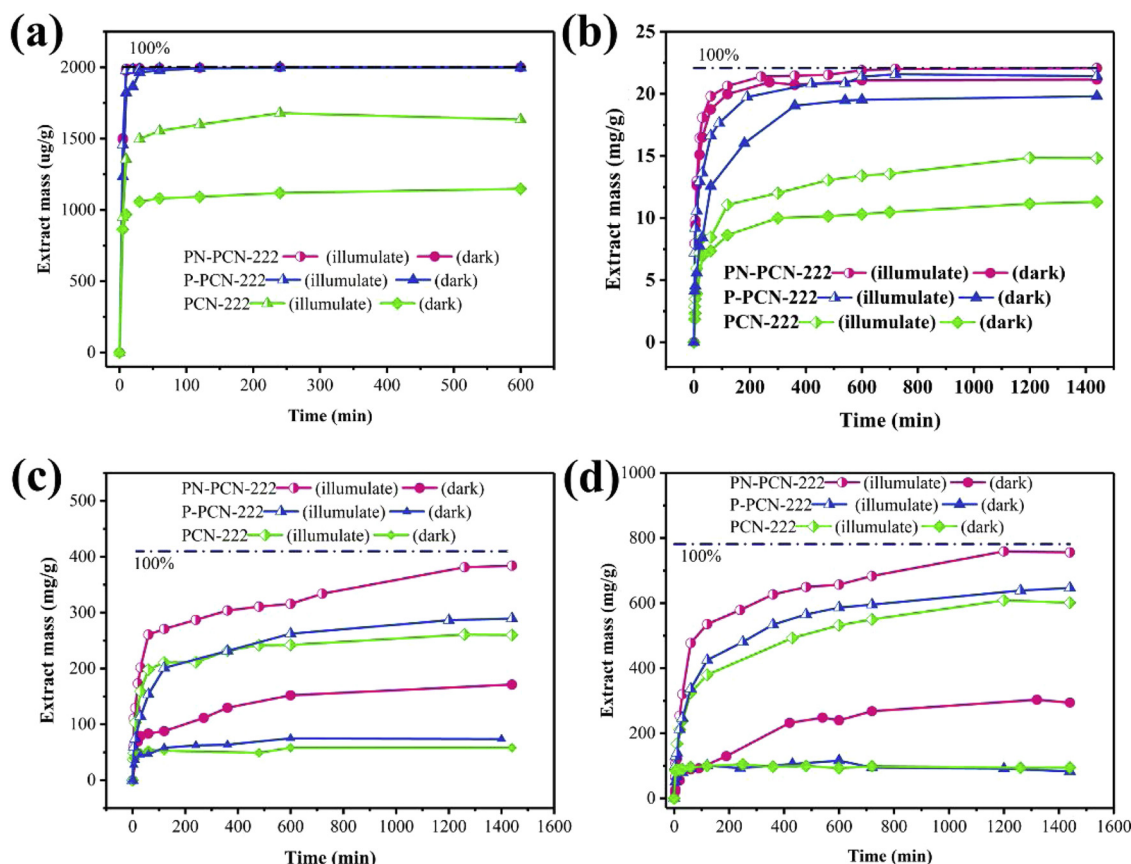 (a)
100%
2000
1500
1000
500
0
Extract mass (ug/g)
PN-PCN-222 (illumulate) (dark)
P-PCN-222 (illumulate) (dark)
PCN-222 (illumulate) (dark)
0 100 200 300 400 500 600
Time (min)
(b)
100%
25
20
15
10
5
0
Extract mass (mg/g)
PN-PCN-222 (illumulate) (dark)
P-PCN-222 (illumulate) (dark)
PCN-222 (illumulate) (dark)
0 200 400 600 800 1000 1200 1400
Time (min)
(c)
PN-PCN-222 (illumulate) (dark)
P-PCN-222 (illumulate) (dark)
PCN-222 (illumulate) (dark)
100%
500
400
300
200
100
0
Extract mass (mg/g)
0 200 400 600 800 1000 1200 1400 1600
Time (min)
(d)
PN-PCN-222 (illumulate) (dark)
P-PCN-222 (illumulate) (dark)
PCN-222 (illumulate) (dark)
100%
1000
800
600
400
200
0
Extract mass (mg/g)
0 200 400 600 800 1000 1200 1400 1600
Time (min)